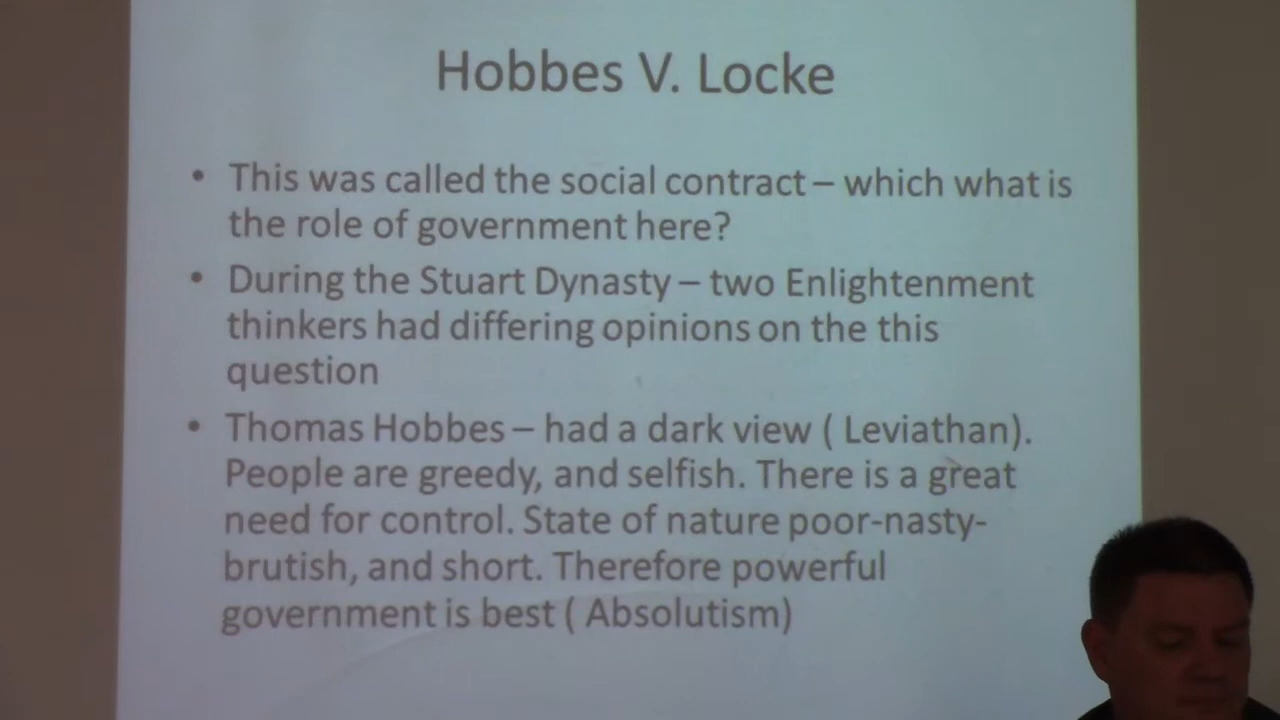 Hobbes V. Locke
• This was called the social contract – which what is
the role of government here?
• During the Stuart Dynasty – two Enlightenment
thinkers had differing opinions on the this
question
• Thomas Hobbes – had a dark view ( Leviathan).
People are greedy, and selfish. There is a great
need for control. State of nature poor-nasty-
brutish, and short. Therefore powerful
government is best ( Absolutism)